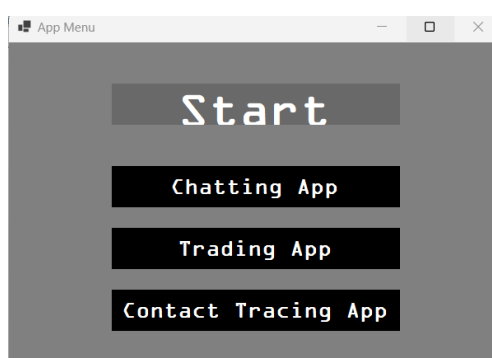 App Menu
Start
Chatting App
Trading App
Contact Tracing App